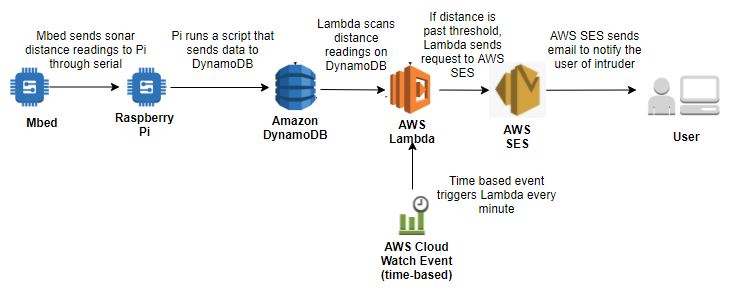 Mbed sends sonar
distance readings to Pi
through serial
Pi runs a script that
sends data to
DynamoDB
Lambda scans
distance
readings on
DynamoDB
If distance is
past threshold,
Lambda sends
request to AWS
SES
AWS SES sends
email to notify the
user of intruder
Mbed
Raspberry
Pi
Amazon
DynamoDB
AWS
Lambda
AWS
SES
User
Time based event
triggers Lambda every
minute
AWS Cloud
Watch Event
(time-based)